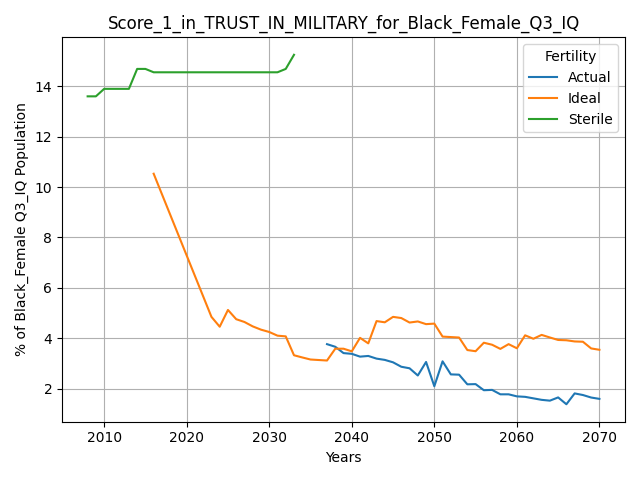 Score_1_in_TRUST_IN_MILITARY_for_Black_Female_Q3_IQ
% of Black_Female Q3_IQ Population
14
12
10
8
6
4
2
Fertility
Actual
Ideal
Sterile
2010 2020 2030 2040 2050 2060 2070
Years